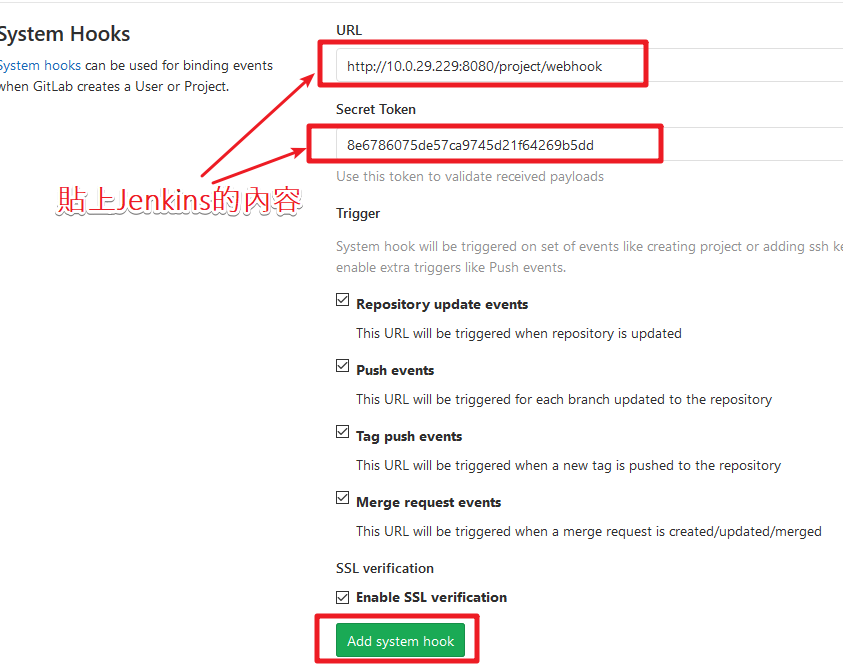 System Hooks
System hooks can be used for binding events
when GitLab creates a User or Project.
貼上Jenkins的內容
URL
http://10.0.29.229:8080/project/webhook
Secret Token
8e6786075de57ca9745d21f64269b5dd
Use this token to validate received payloads
Trigger
System hook will be triggered on set of events like creating project or adding ssh
enable extra triggers like Push events.
Repository update events
This URL will be triggered when repository is updated
Push events
This URL will be triggered for each branch updated to the repository
Tag push events
This URL will be triggered when a new tag is pushed to the repository
Merge request events
This URL will be triggered when a merge request is created/updated/merged
SSL verification
Enable SSL verification
Add system hook